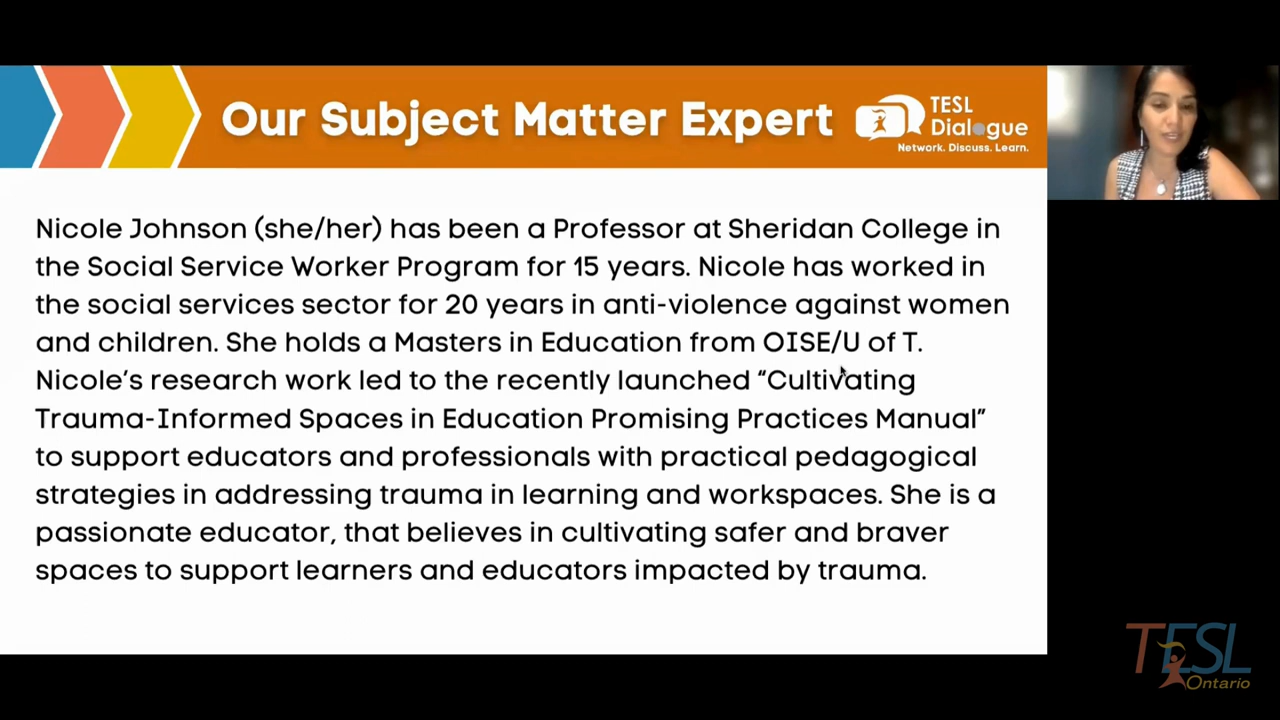 Our Subject Matter Expert
TESL
Dialogue
Network. Discuss. Learn.
Nicole Johnson (she/her) has been a Professor at Sheridan College in
the Social Service Worker Program for 15 years. Nicole has worked in
the social services sector for 20 years in anti-violence against women
and children. She holds a Masters in Education from OISE/U of T.
Nicole's research work led to the recently launched “Cultivating
Trauma-Informed Spaces in Education Promising Practices Manual”
to support educators and professionals with practical pedagogical
strategies in addressing trauma in learning and workspaces. She is a
passionate educator, that believes in cultivating safer and braver
spaces to support learners and educators impacted by trauma.
TESL
Ontario